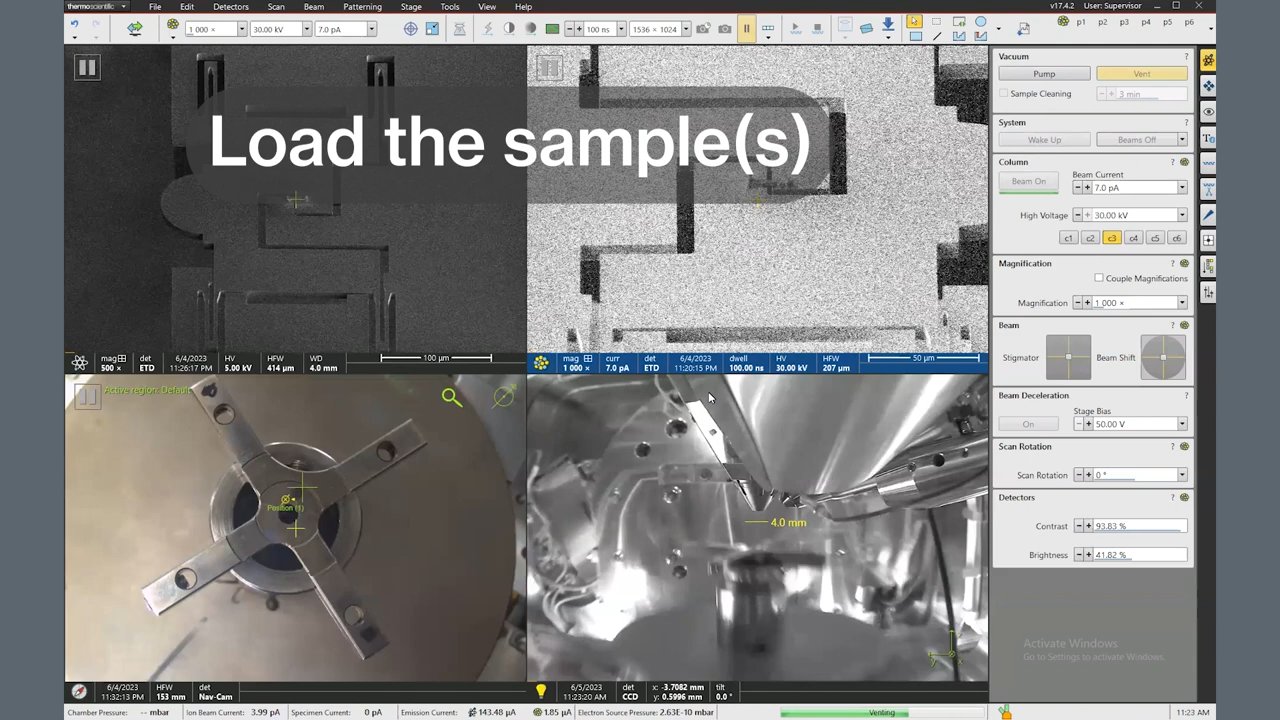 thermoscientific
File Edit Detectors Scan Beam Patterning Stage Tools View Help
v17.4.2 User: Supervisor
1 000 × 30.00 kV 7.0 pA 100 ns 1536 × 1024
p1 p2 p3 p4 p5 p6
Load the sample(s)
Vacuum ?
Pump Vent
Sample Cleaning 3 min
System ?
Wake Up Beams Off
Column ?
Beam On
Beam Current
7.0 pA
High Voltage 30.00 kV
c1 c2 c3 c4 c5 c6
Magnification ?
Couple Magnifications
Magnification 1 000 ×
Beam ?
Stigmator Beam Shift
Beam Deceleration ?
On
Stage Bias
50.00 V
Scan Rotation ?
Scan Rotation 0 °
Detectors ?
Contrast 93.83 %
Brightness 41.82 %
mag det 6/4/2023 HV HFW WD
500 × ETD 11:26:17 PM 5.00 kV 414 µm 4.0 mm
100 µm
mag curr det 6/4/2023 dwell HV HFW
1 000 × 7.0 pA ETD 11:20:15 PM 100.00 ns 30.00 kV 207 µm
50 µm
Active region: Default
Position (1)
4.0 mm
6/4/2023 HFW det
11:32:13 PM 153 mm Nav-Cam
6/5/2023 det x: -3.7082 mm tilt
11:23:20 AM CCD y: 0.5996 mm 0.0 °
Activate Windows
Go to Settings to activate Windows.
Chamber Pressure: -- mbar Ion Beam Current: 3.99 pA Specimen Current: 0 pA Emission Current: 143.48 µA 1.85 µA Electron Source Pressure: 2.63E-10 mbar Venting 11:23 AM